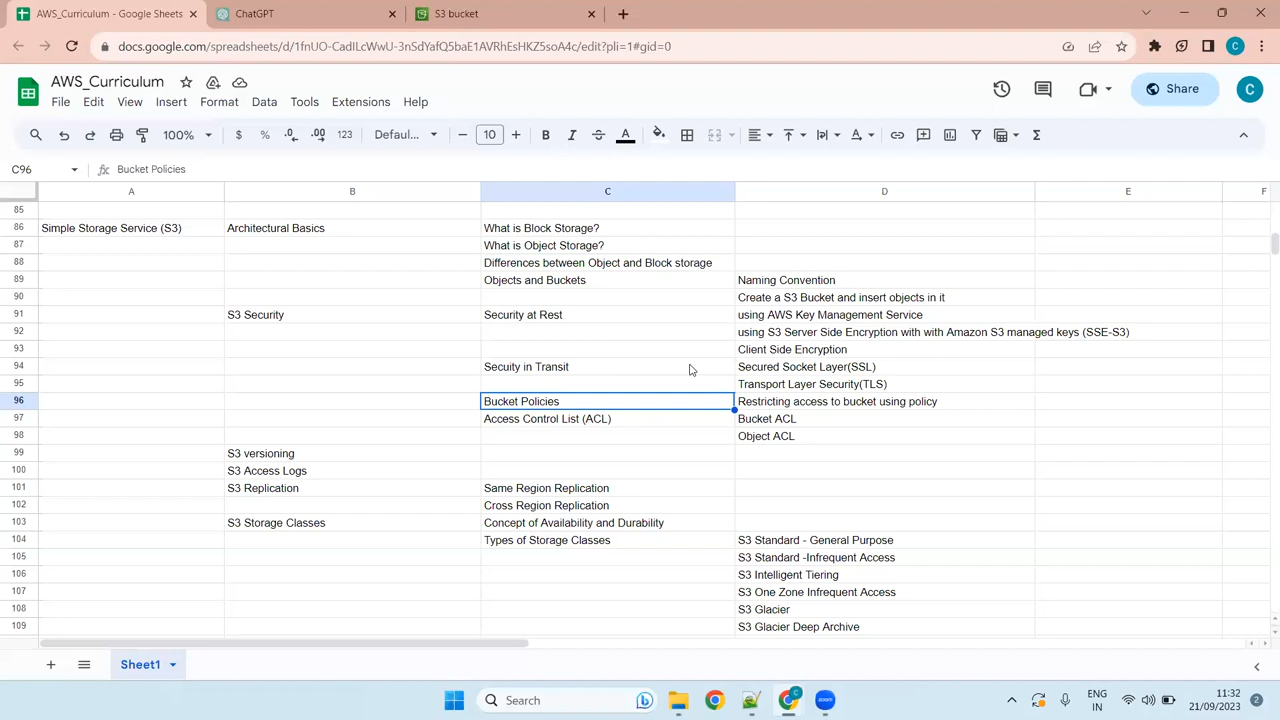 AWS_Curriculum - Google Sheets
ChatGPT
S3 bucket
docs.google.com/spreadsheets/d/1fnUO-CadILcWwU-3nSdYafQ5baE1AVRhEsHKZ5soA4c/edit?pli=1#gid=0
C
AWS_Curriculum
Share
C
File Edit View Insert Format Data Tools Extensions Help
100% $ % .0 .00 123 Defaul... 10 B I S A
C96 fx Bucket Policies
A B C D E F
85
86 Simple Storage Service (S3) Architectural Basics What is Block Storage?
87 What is Object Storage?
88 Differences between Object and Block storage
89 Objects and Buckets Naming Convention
90 Create a S3 Bucket and insert objects in it
91 S3 Security Security at Rest using AWS Key Management Service
92 using S3 Server Side Encryption with with Amazon S3 managed keys (SSE-S3)
93 Client Side Encryption
94 Secuity in Transit Secured Socket Layer(SSL)
95 Transport Layer Security(TLS)
96 Bucket Policies Restricting access to bucket using policy
97 Access Control List (ACL) Bucket ACL
98 Object ACL
99 S3 versioning
100 S3 Access Logs
101 S3 Replication Same Region Replication
102 Cross Region Replication
103 S3 Storage Classes Concept of Availability and Durability
104 Types of Storage Classes S3 Standard - General Purpose
105 S3 Standard -Infrequent Access
106 S3 Intelligent Tiering
107 S3 One Zone Infrequent Access
108 S3 Glacier
109 S3 Glacier Deep Archive
Sheet1
Search
zoom
ENG
IN
11:32
21/09/2023
2